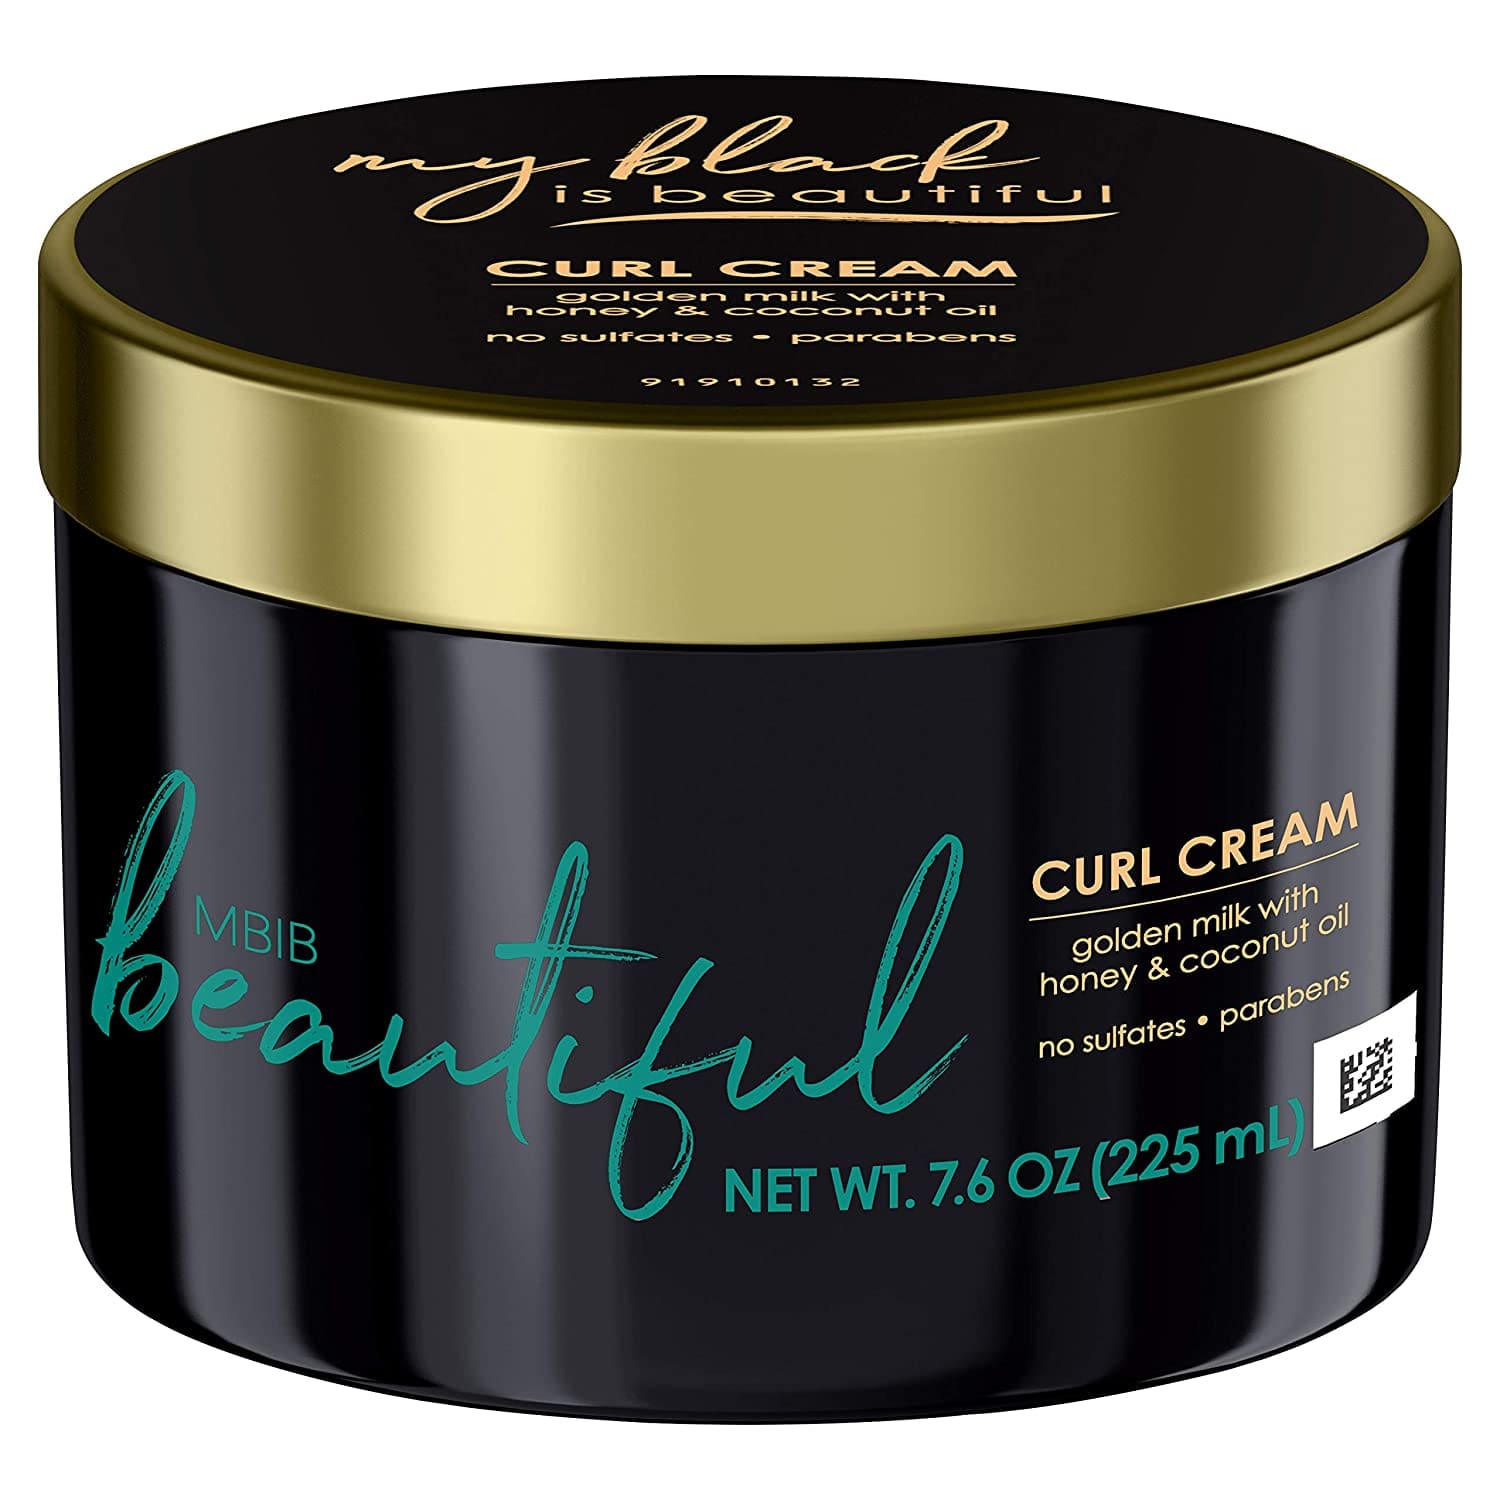 my black
is beautiful
CURL CREAM
golden milk with
honey & coconut oil
no sulfates • parabens
91910132
MBIB
beautiful
CURL CREAM
golden milk with
honey & coconut oil
no sulfates • parabens
NET WT. 7.6 OZ (225 mL)